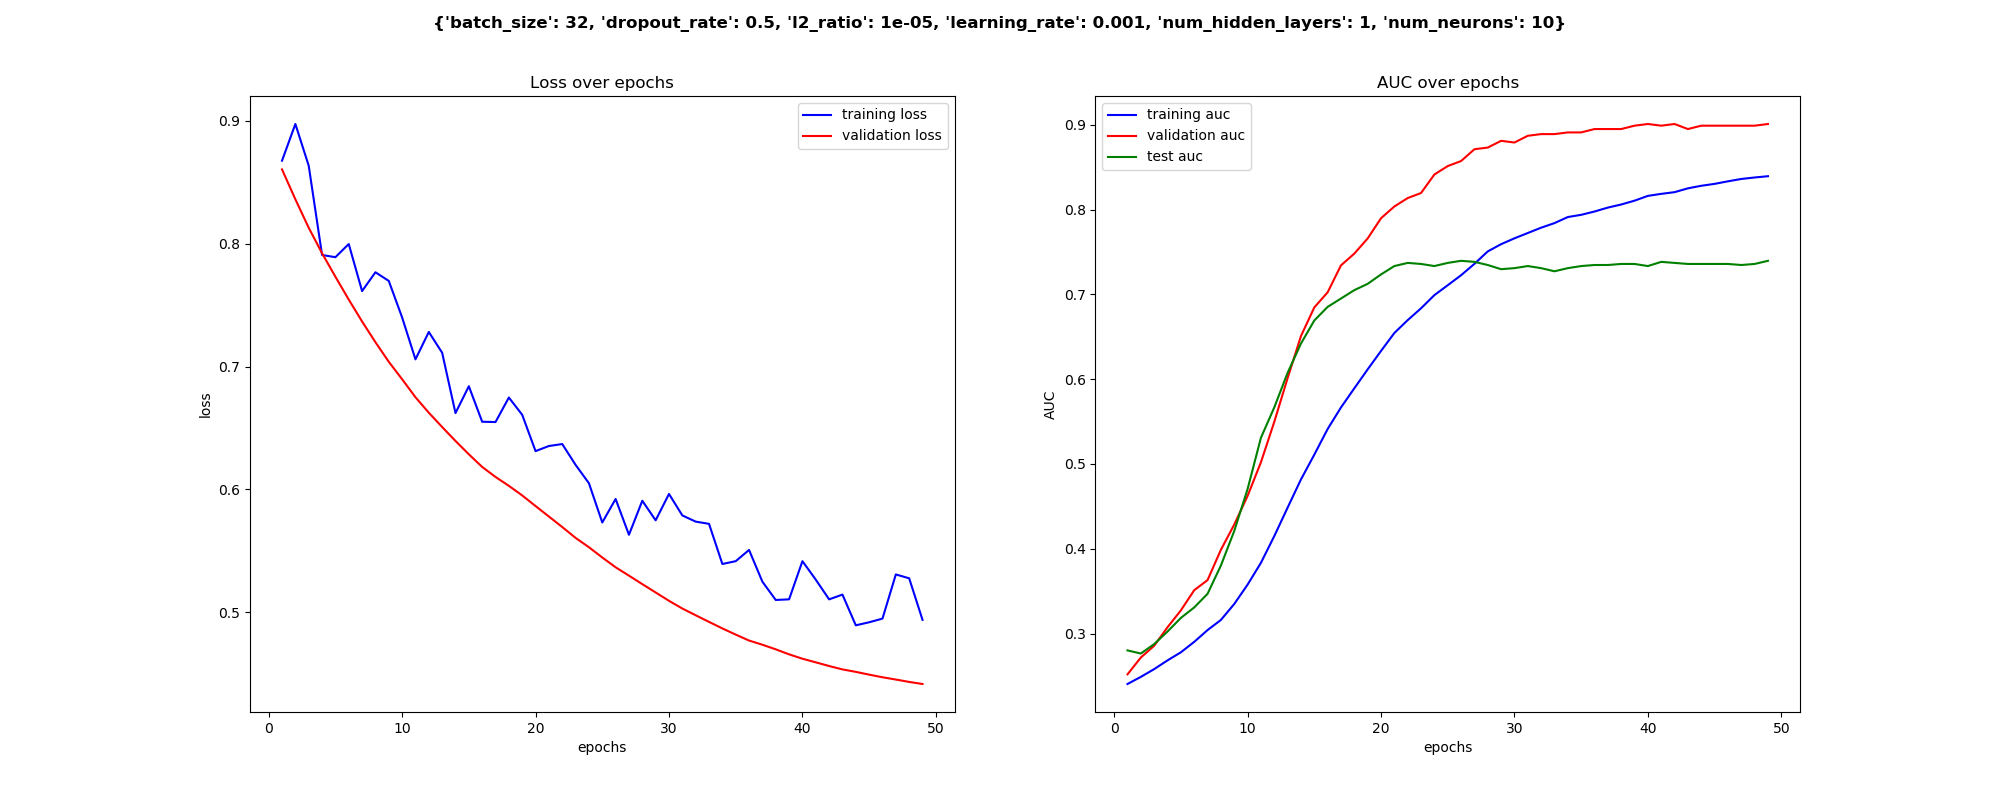 {'batch_size': 32, 'dropout_rate': 0.5, 'l2_ratio': 1e-05, 'learning_rate': 0.001, 'num_hidden_layers': 1, 'num_neurons': 10}
Loss over epochs
training loss
validation loss
0.9
0.8
0.7
0.6
0.5
loss
0 10 20 30 40 50
epochs
AUC over epochs
training auc
validation auc
test auc
0.9
0.8
0.7
0.6
0.5
0.4
0.3
AUC
0 10 20 30 40 50
epochs